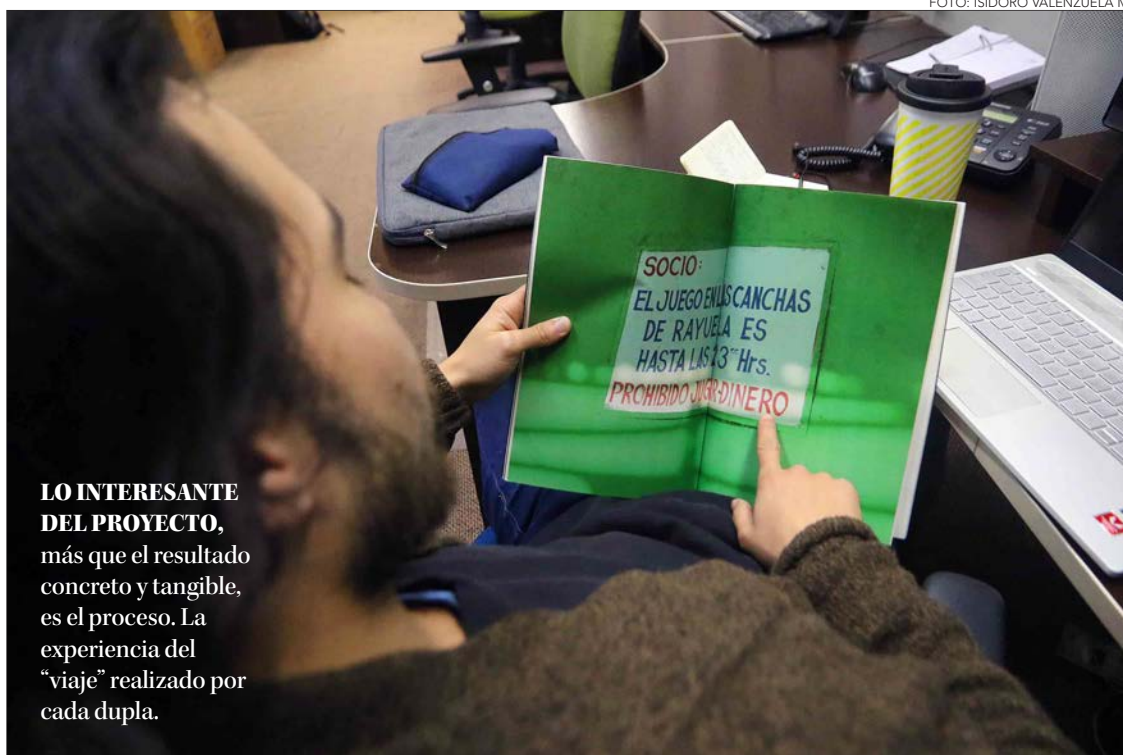 FOTO: ISIDORO VALENZUELA M
SOCIO:
EL JUEGO EN LAS CANCHAS
DE RAYUELA ES
HASTA LAS 23 Hrs.
PROHIBIDO JUGAR-DINERO
LO INTERESANTE
DEL PROYECTO,
más que el resultado
concreto y tangible,
es el proceso. La
experiencia del
“viaje” realizado por
cada dupla.